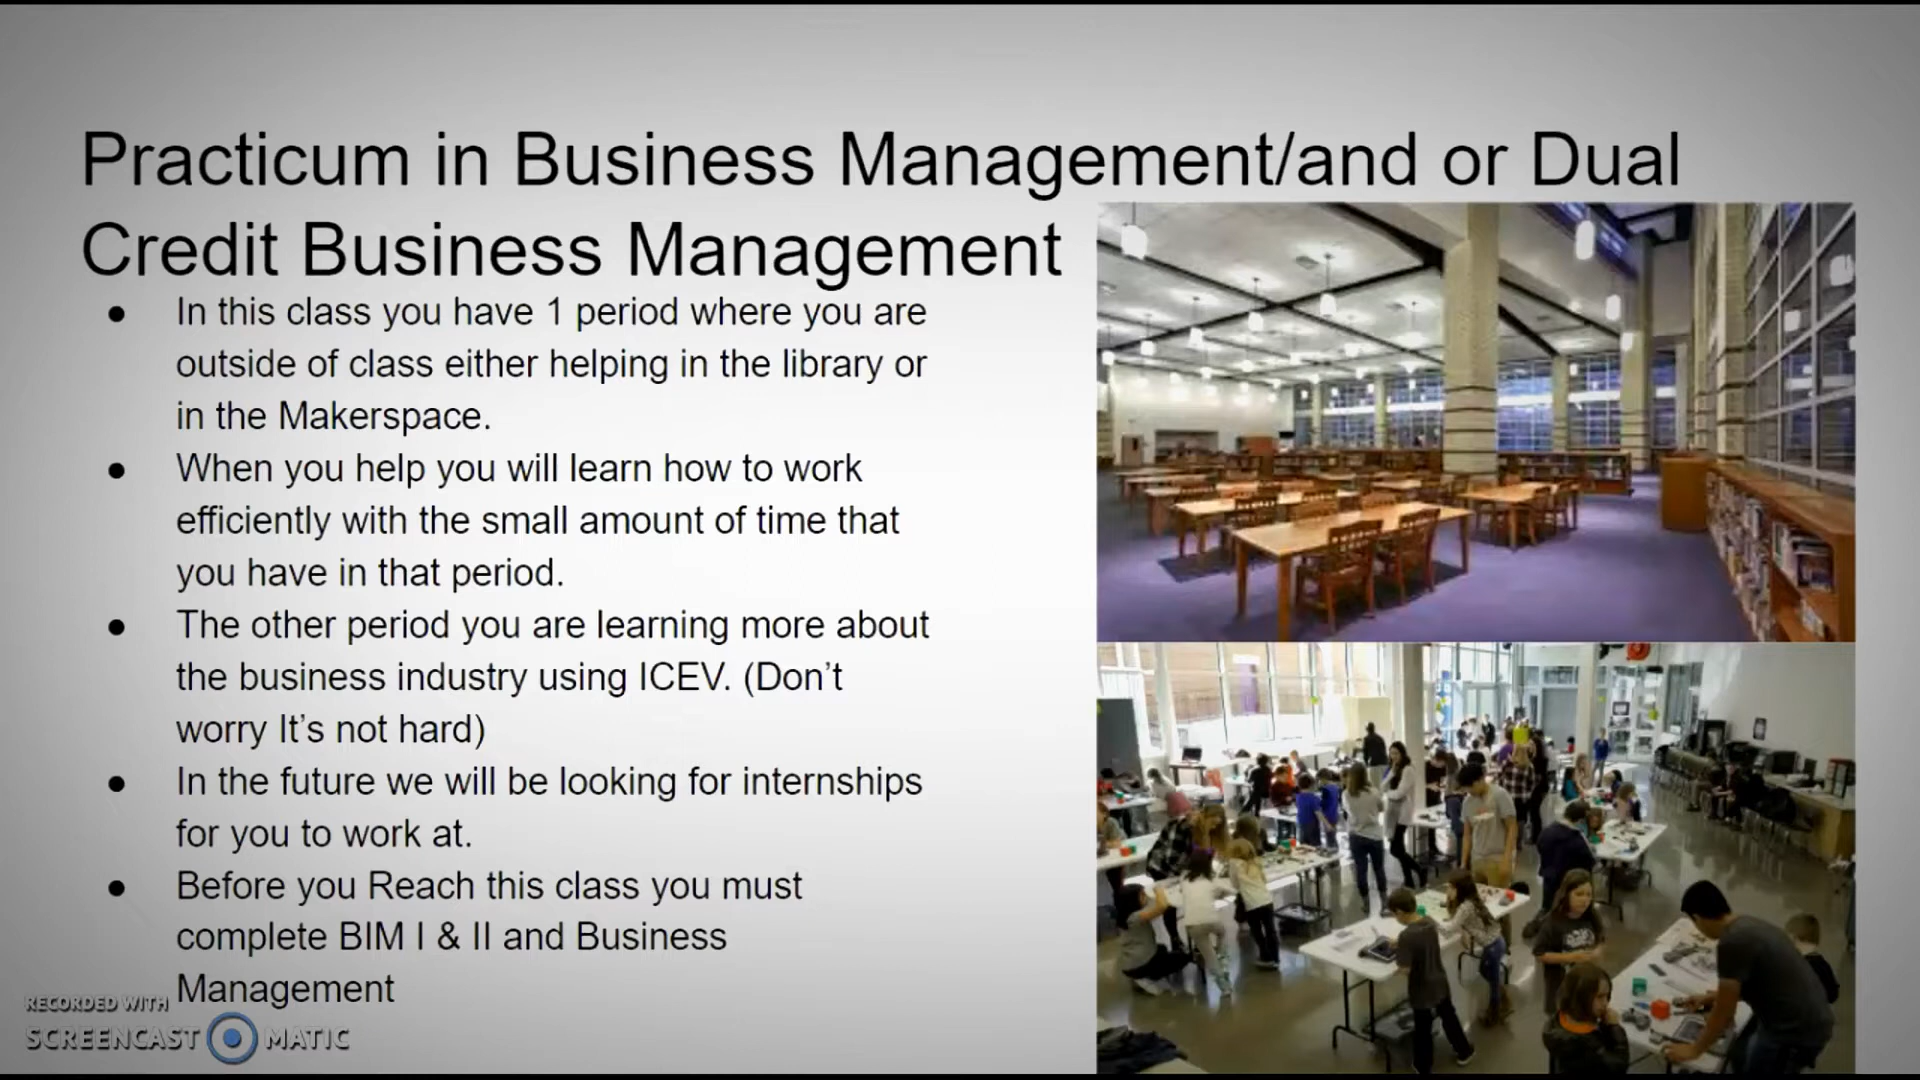 Practicum in Business Management/and or Dual
Credit Business Management
● In this class you have 1 period where you are
outside of class either helping in the library or
in the Makerspace.
● When you help you will learn how to work
efficiently with the small amount of time that
you have in that period.
● The other period you are learning more about
the business industry using ICEV. (Don’t
worry It’s not hard)
● In the future we will be looking for internships
for you to work at.
● Before you Reach this class you must
complete BIM I & II and Business
Management
RECORDED WITH
SCREENCAST MATIC